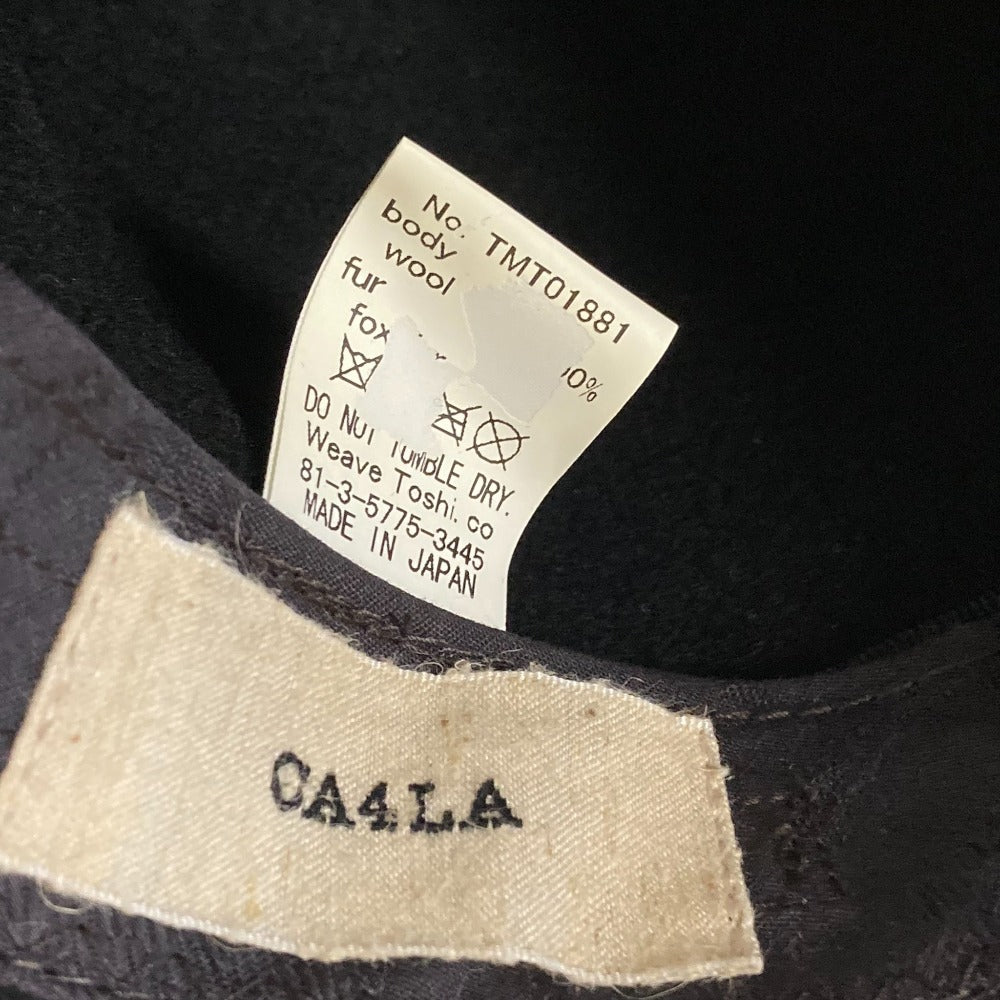 No. TMT01881
body
wool
fur
fox
DO NOT TUMBLE DRY.
Weave Toshi. co
81-3-5775-3445
MADE IN JAPAN
CA4LA